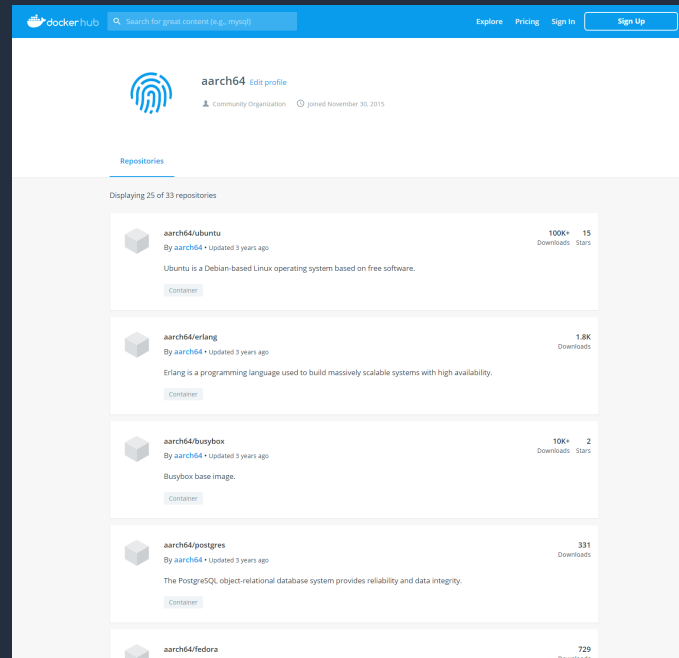 dockerhub
Search for great content (e.g., mysql)
Explore
Pricing
Sign In
Sign Up
aarch64 Edit profile
Community Organization Joined November 30, 2015
Repositories
Displaying 25 of 33 repositories
aarch64/ubuntu
100K+ 15
By aarch64 • Updated 3 years ago
Downloads Stars
Ubuntu is a Debian-based Linux operating system based on free software.
Container
aarch64/erlang
1.8K
By aarch64 • Updated 3 years ago
Downloads
Erlang is a programming language used to build massively scalable systems with high availability.
Container
aarch64/busybox
10K+ 2
By aarch64 • Updated 3 years ago
Downloads Stars
Busybox base image.
Container
aarch64/postgres
331
By aarch64 • Updated 3 years ago
Downloads
The PostgreSQL object-relational database system provides reliability and data integrity.
Container
aarch64/fedora
729
Downloads